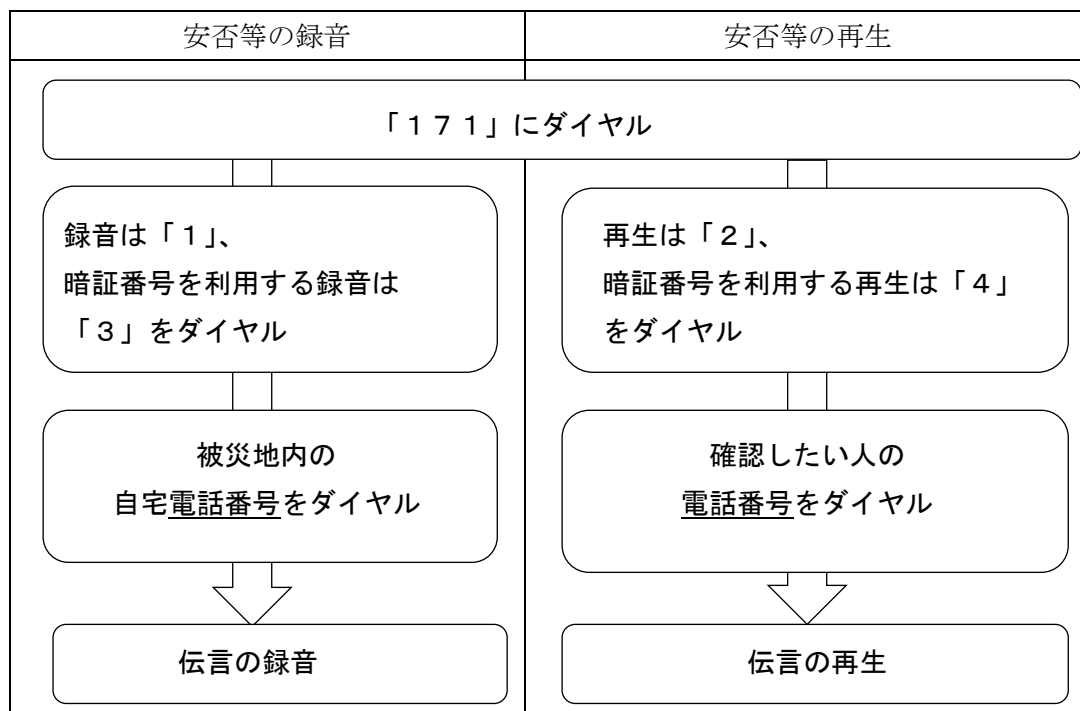 安否等の録音
安否等の再生
「１７１」にダイヤル
録音は「１」、
暗証番号を利用する録音は
「３」をダイヤル
再生は「２」、
暗証番号を利用する再生は「４」
をダイヤル
被災地内の
自宅電話番号をダイヤル
確認したい人の
電話番号をダイヤル
伝言の録音
伝言の再生